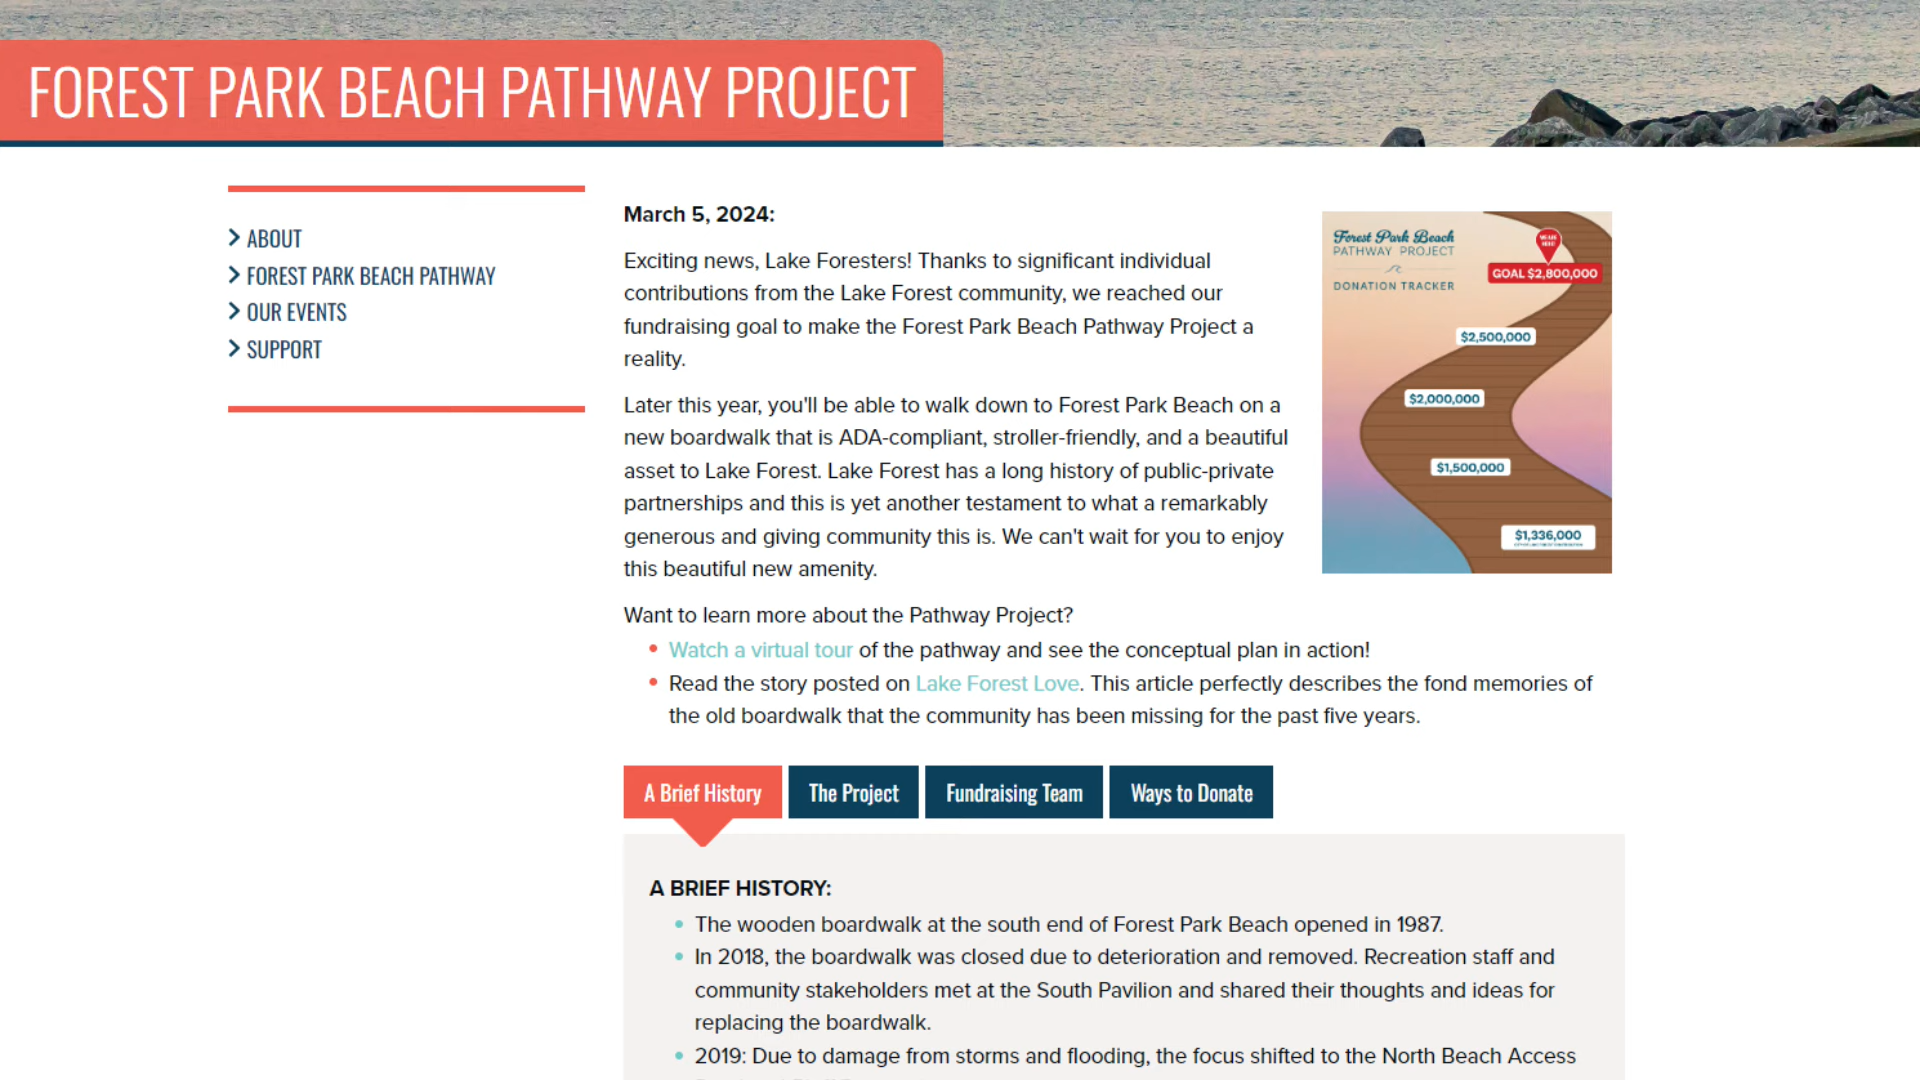 FOREST PARK BEACH PATHWAY PROJECT
ABOUT
FOREST PARK BEACH PATHWAY
OUR EVENTS
SUPPORT
March 5, 2024:
Exciting news, Lake Foresters! Thanks to significant individual
contributions from the Lake Forest community, we reached our
fundraising goal to make the Forest Park Beach Pathway Project a
reality.
Later this year, you'll be able to walk down to Forest Park Beach on a
new boardwalk that is ADA-compliant, stroller-friendly, and a beautiful
asset to Lake Forest. Lake Forest has a long history of public-private
partnerships and this is yet another testament to what a remarkably
generous and giving community this is. We can't wait for you to enjoy
this beautiful new amenity.
Forest Park Beach
PATHWAY PROJECT
DONATION TRACKER
WE ARE
HERE!
GOAL $2,800,000
$2,500,000
$2,000,000
$1,500,000
$1,336,000
Want to learn more about the Pathway Project?
Watch a virtual tour of the pathway and see the conceptual plan in action!
Read the story posted on Lake Forest Love. This article perfectly describes the fond memories of
the old boardwalk that the community has been missing for the past five years.
A Brief History
The Project
Fundraising Team
Ways to Donate
A BRIEF HISTORY:
The wooden boardwalk at the south end of Forest Park Beach opened in 1987.
In 2018, the boardwalk was closed due to deterioration and removed. Recreation staff and
community stakeholders met at the South Pavilion and shared their thoughts and ideas for
replacing the boardwalk.
2019: Due to damage from storms and flooding, the focus shifted to the North Beach Access